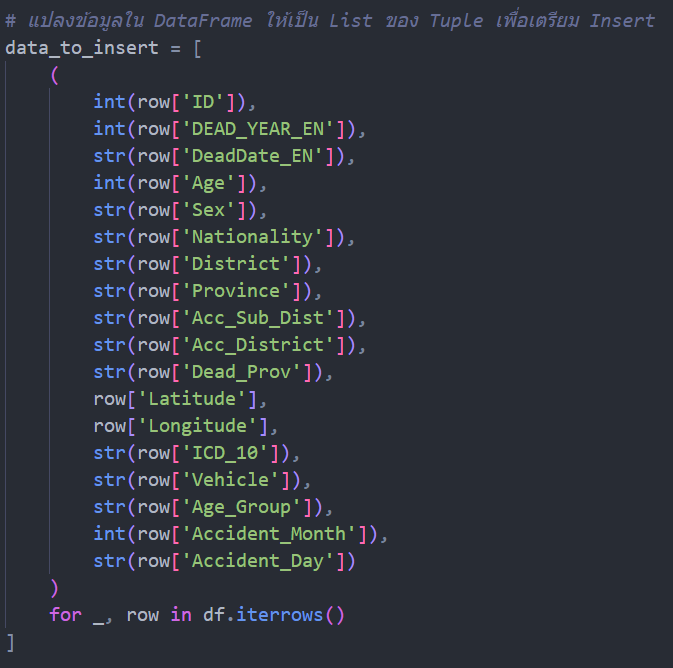 # แปลงข้อมูลใน DataFrame ให้เป็น List ของ Tuple เพื่อเตรียม Insert
data_to_insert = [
    (
        int(row['ID']),
        int(row['DEAD_YEAR_EN']),
        str(row['DeadDate_EN']),
        int(row['Age']),
        str(row['Sex']),
        str(row['Nationality']),
        str(row['District']),
        str(row['Province']),
        str(row['Acc_Sub_Dist']),
        str(row['Acc_District']),
        str(row['Dead_Prov']),
        row['Latitude'],
        row['Longitude'],
        str(row['ICD_10']),
        str(row['Vehicle']),
        str(row['Age_Group']),
        int(row['Accident_Month']),
        str(row['Accident_Day'])
    )
    for _, row in df.iterrows()
]